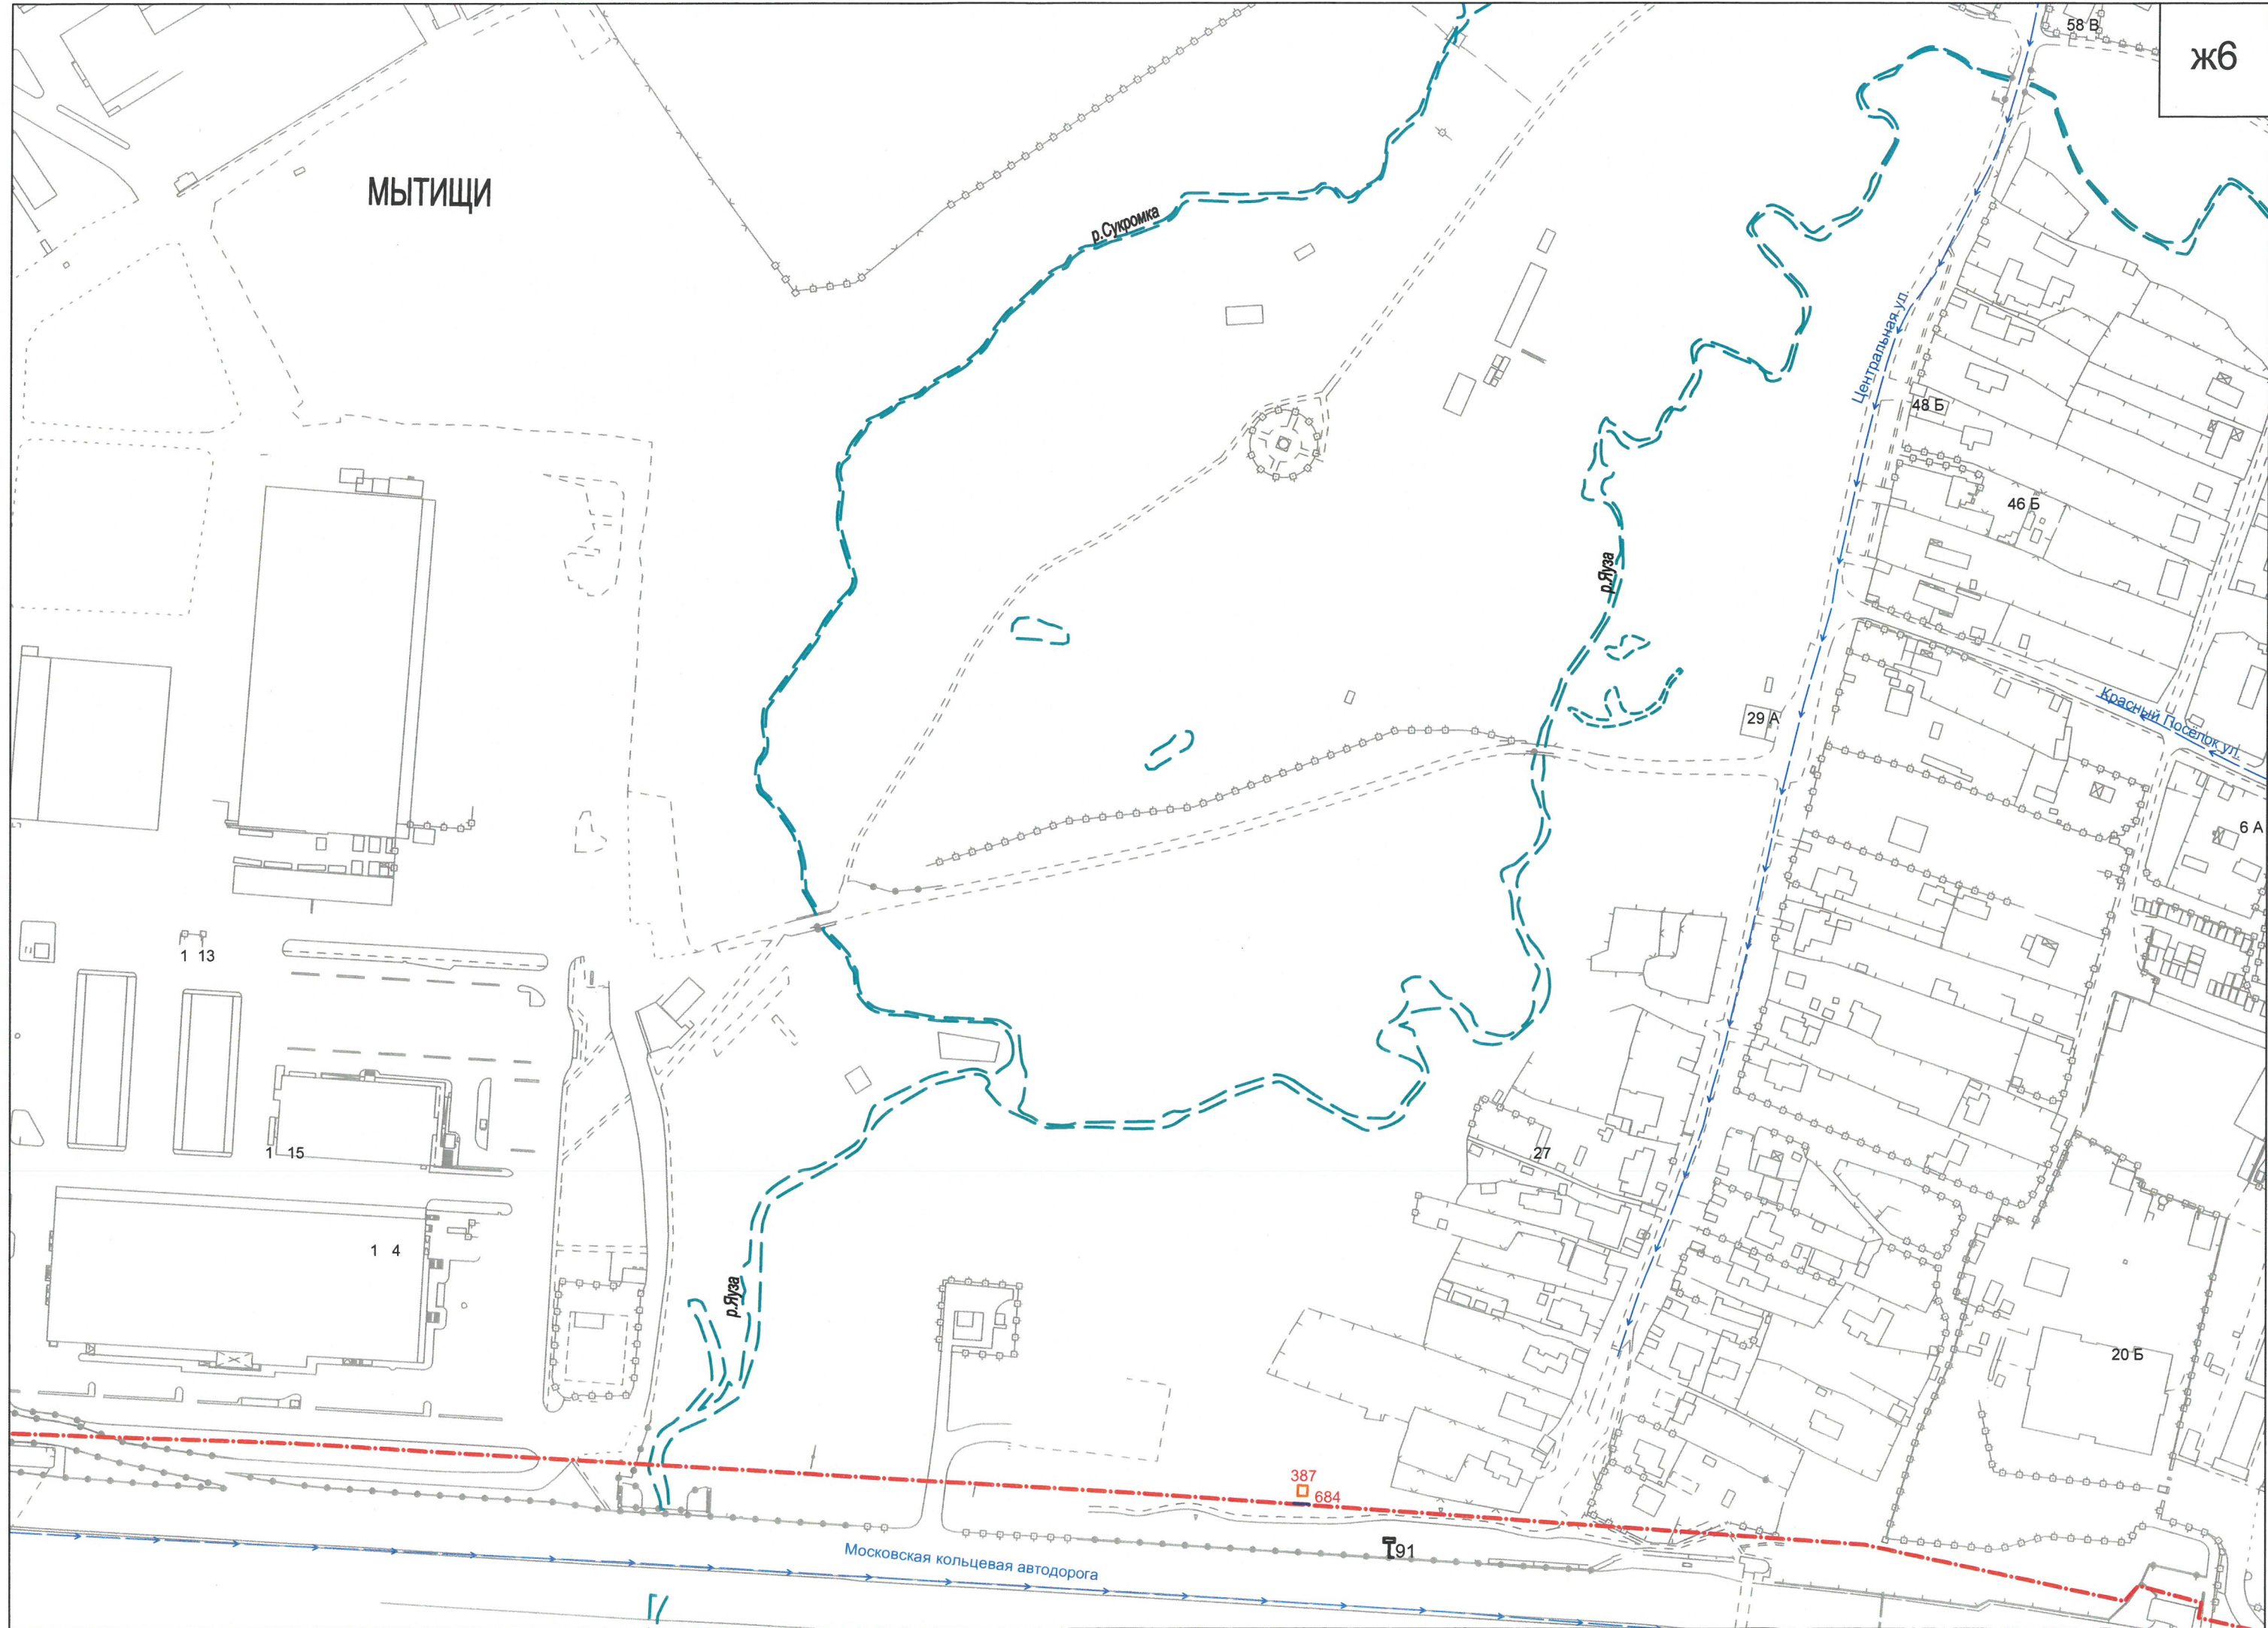 58 В
ж6
МЫТИЩИ
р.Сукромка
Центральная ул.
48 Б
46 Б
р.Яуза
Красный Посёлок ул.
29 А
6 А
1 13
1 15
27
1 4
р.Яуза
20 Б
387
684
91
Московская кольцевая автодорога